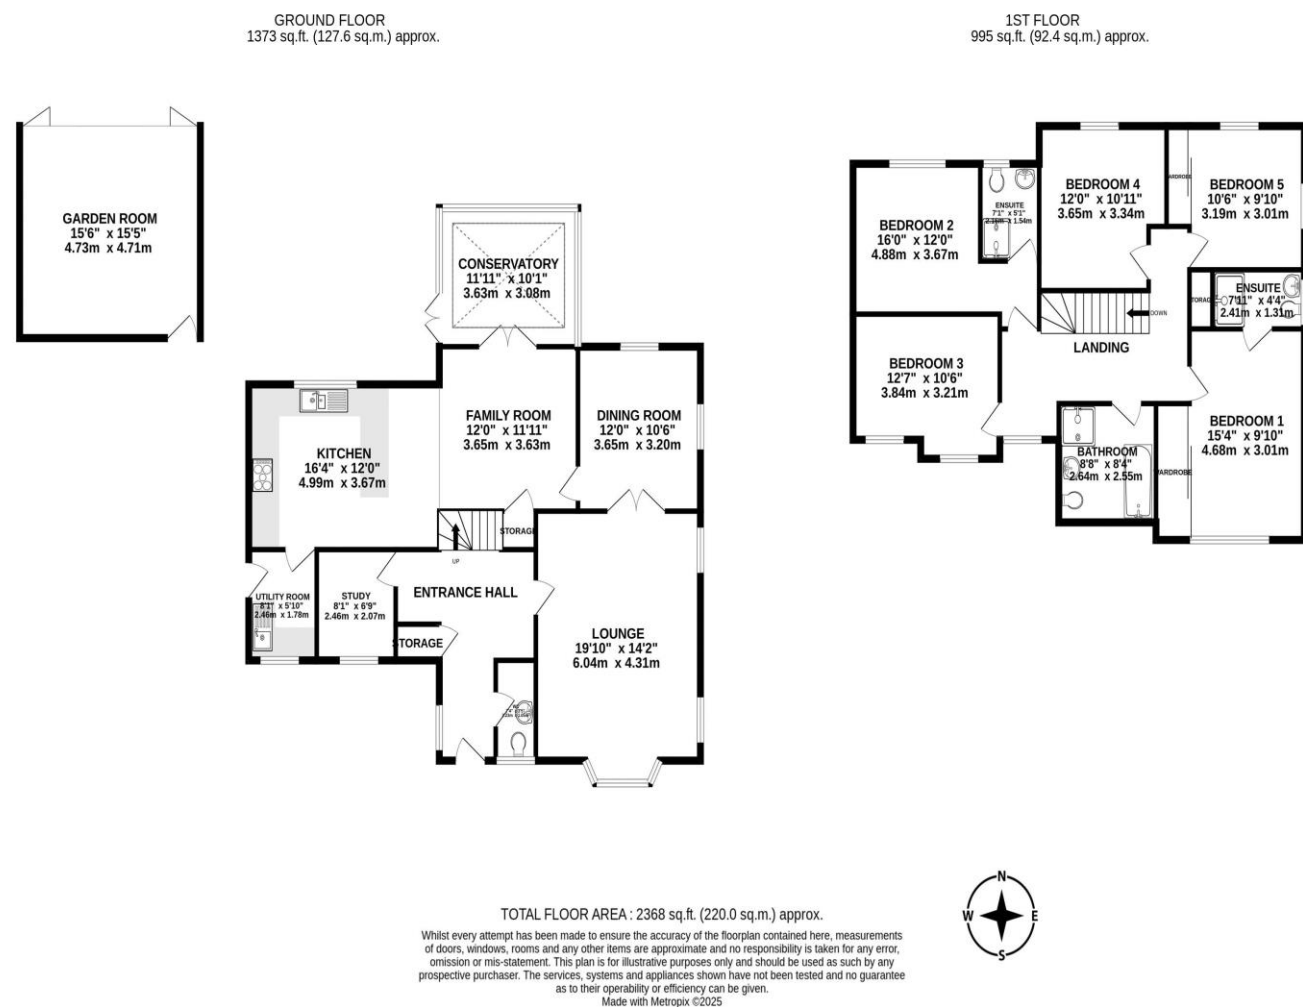 GROUND FLOOR
1373 sq.ft. (127.6 sq.m.) approx.
1ST FLOOR
995 sq.ft. (92.4 sq.m.) approx.
GARDEN ROOM
15'6" x 15'5"
4.73m x 4.71m
CONSERVATORY
11'11" x 10'1"
3.63m x 3.08m
KITCHEN
16'4" x 12'0"
4.99m x 3.67m
FAMILY ROOM
12'0" x 11'11"
3.65m x 3.63m
DINING ROOM
12'0" x 10'6"
3.65m x 3.20m
STORAGE
UP
UTILITY ROOM
8'1" x 5'10"
2.46m x 1.78m
STUDY
8'1" x 6'9"
2.46m x 2.07m
ENTRANCE HALL
STORAGE
LOUNGE
19'10" x 14'2"
6.04m x 4.31m
BEDROOM 2
16'0" x 12'0"
4.88m x 3.67m
ENSUITE
7'1" x 5'1"
BEDROOM 4
12'0" x 10'11"
3.65m x 3.34m
BEDROOM 5
10'6" x 9'10"
3.19m x 3.01m
ENSUITE
7'11" x 4'4"
2.41m x 1.31m
DOWN
LANDING
BEDROOM 3
12'7" x 10'6"
3.84m x 3.21m
BATHROOM
8'8" x 8'4"
2.64m x 2.55m
WARDROBE
BEDROOM 1
15'4" x 9'10"
4.68m x 3.01m
N
W E
S
TOTAL FLOOR AREA : 2368 sq.ft. (220.0 sq.m.) approx.
Whilst every attempt has been made to ensure the accuracy of the floorplan contained here, measurements
of doors, windows, rooms and any other items are approximate and no responsibility is taken for any error,
omission or mis-statement. This plan is for illustrative purposes only and should be used as such by any
prospective purchaser. The services, systems and appliances shown have not been tested and no guarantee
as to their operability or efficiency can be given.
Made with Metropix ©2025